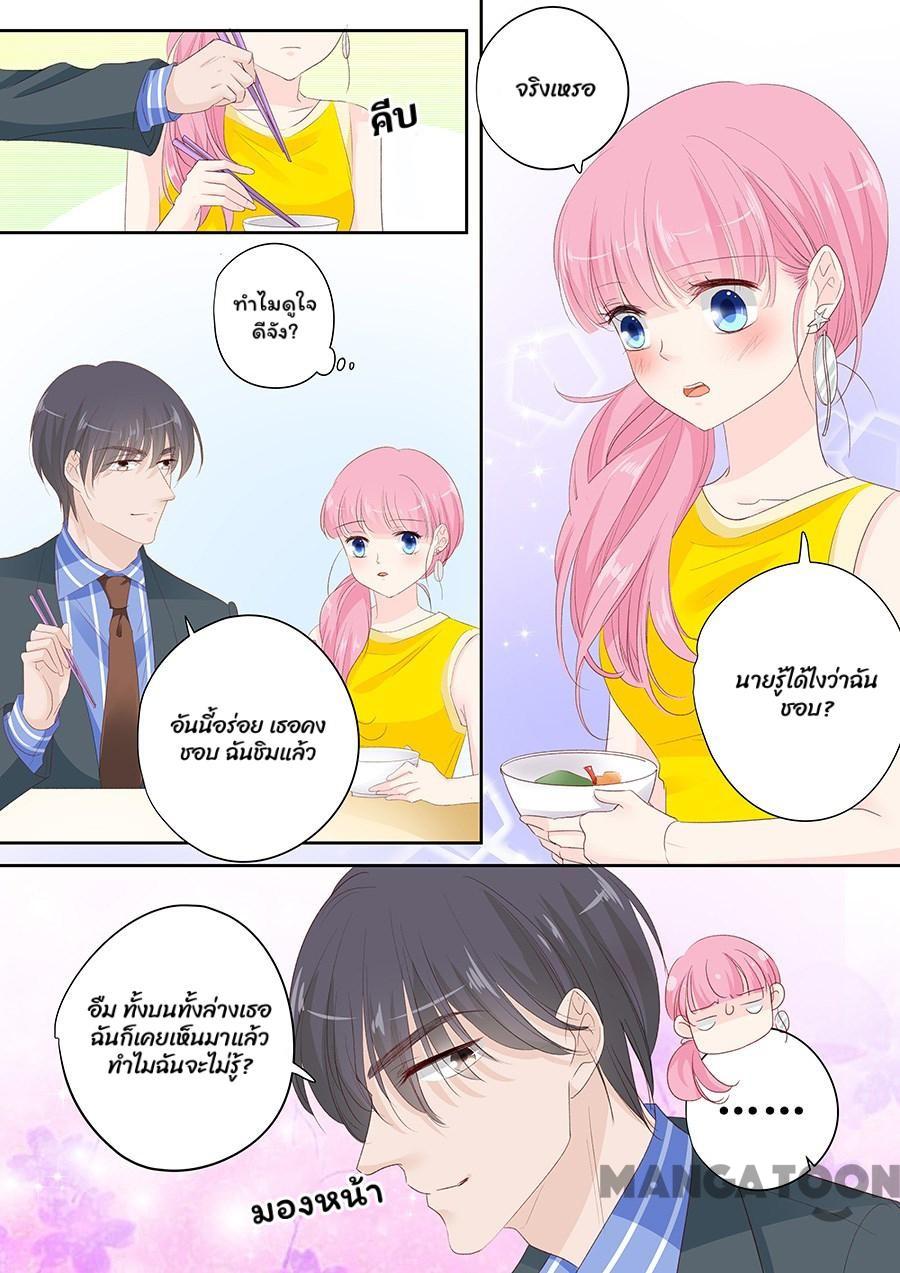 คีบ
ทำไมดูใจ
ดีจัง?
อันนี้อร่อย เธอคง
ชอบ ฉันชิมแล้ว
จริงเหรอ
นายรู้ได้ไงว่าฉัน
ชอบ?
อืม ทั้งบนทั้งล่างเธอ
ฉันก็เคยเห็นมาแล้ว
ทำไมฉันจะไม่รู้?
......
มองหน้า
MANGATOON